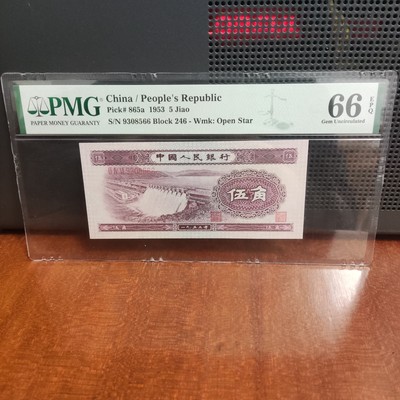 PMG
PAPER MONEY GUARANTY
China / People's Republic
Pick# 865a 1953 5 Jiao
S/N 9308566 Block 246 - Wmk: Open Star
66 EPQ
Gem Uncirculated
中國人民銀行
伍角